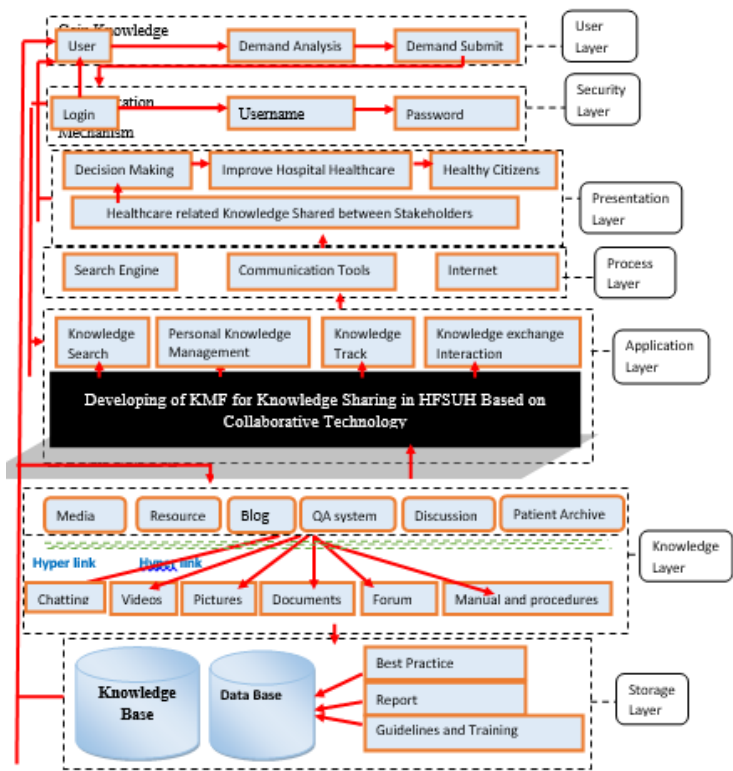 Gain Knowledge
User
Demand Analysis
Demand Submit
User
Layer
Login
Username
Password
Mechanism
Security
Layer
Decision Making
Improve Hospital Healthcare
Healthy Citizens
Healthcare related Knowledge Shared between Stakeholders
Presentation
Layer
Search Engine
Communication Tools
Internet
Process
Layer
Knowledge
Search
Personal Knowledge
Management
Knowledge
Track
Knowledge exchange
Interaction
Application
Layer
Developing of KMF for Knowledge Sharing in HFSUH Based on
Collaborative Technology
Media
Resource
Blog
QA system
Discussion
Patient Archive
Knowledge
Layer
Hyper link
Hyper link
Chatting
Videos
Pictures
Documents
Forum
Manual and procedures
Knowledge
Base
Data Base
Best Practice
Report
Guidelines and Training
Storage
Layer